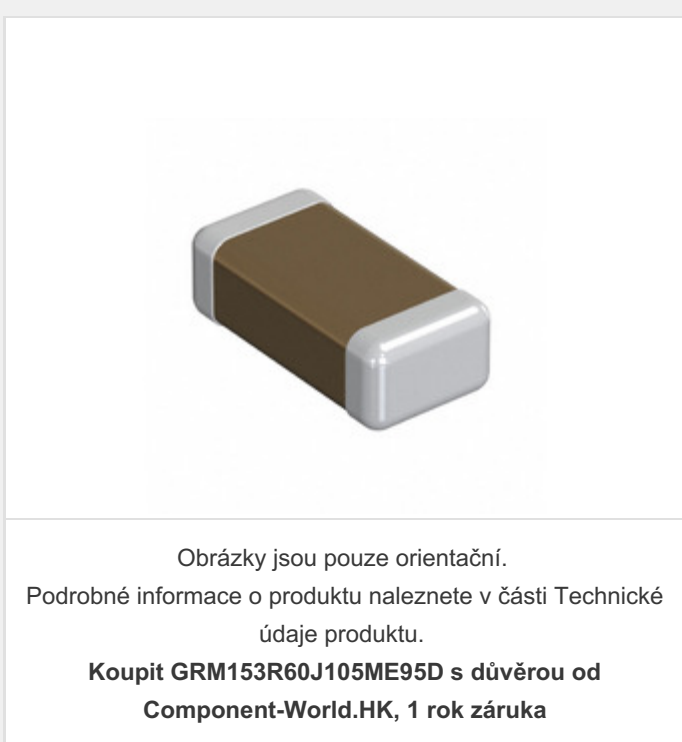 Obrázky jsou pouze orientační.
Podrobné informace o produktu naleznete v části Technické
údaje produktu.
Koupit GRM153R60J105ME95D s důvěrou od
Component-World.HK, 1 rok záruka